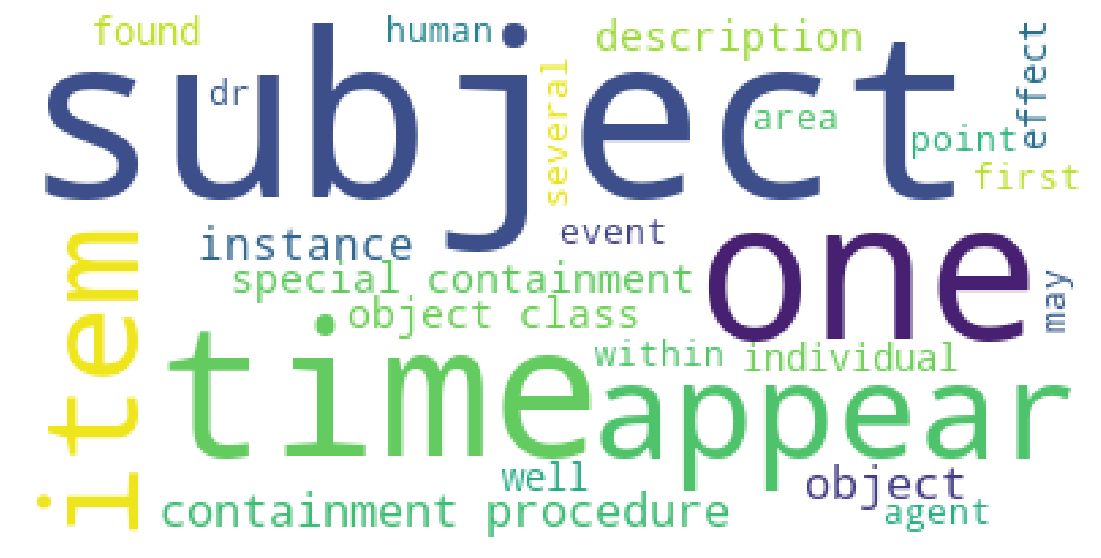 found
human
description
effect
subject
dr
several
area
point
first
item
instance
event
one
special containment
may
object class
time
within
individual
appear
well
object
containment procedure
agent